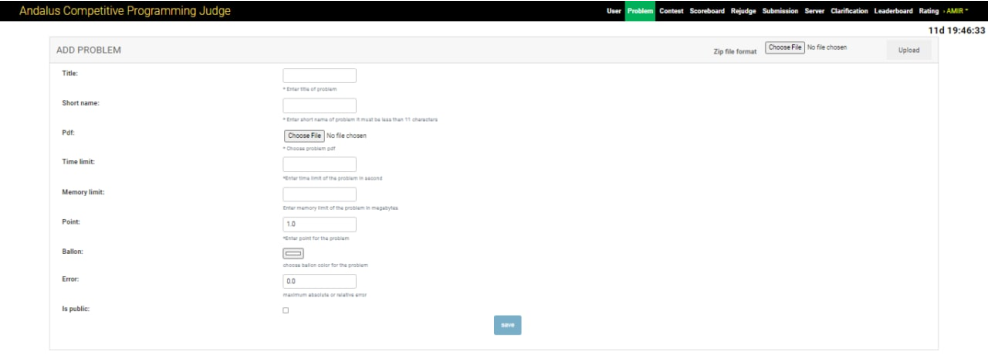 Andalus Competitive Programming Judge
User Problem Contest Scoreboard Rejudge Submission Server Clarification Leaderboard Rating AMIR
11d 19:46:33
ADD PROBLEM Zip file format Choose File No file chosen Upload
Title:
* Enter title of problem
Short name:
* Enter short name of problem it must be less than 11 characters
Pdf: Choose File No file chosen
* Choose problem pdf
Time limit:
*Enter time limit of the problem in second
Memory limit:
Enter memory limit of the problem in megabytes
Point: 1.0
*Enter point for the problem
Ballon:
choose ballon color for the problem
Error: 0.0
maximum absolute or relative error
Is public:
save